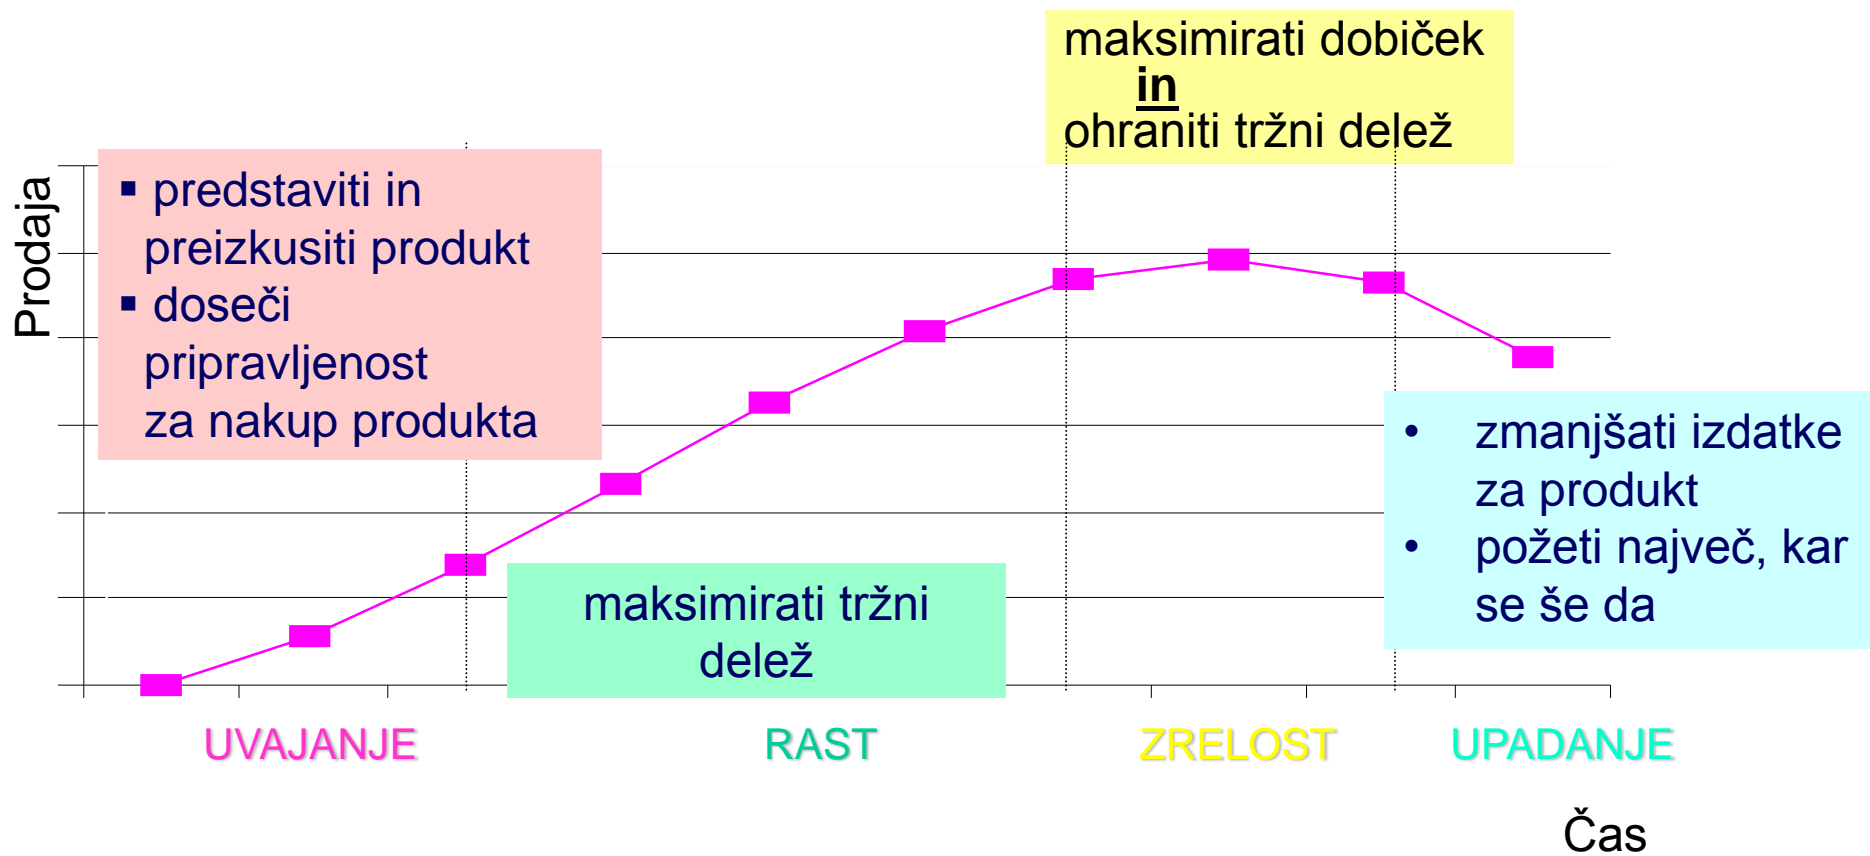 maksimirati dobiček
in
ohraniti tržni delež
Prodaja
▪ predstaviti in
preizkusiti produkt
▪ doseči
pripravljenost
za nakup produkta
• zmanjšati izdatke
za produkt
• požeti največ, kar
se še da
maksimirati tržni
delež
UVAJANJE
RAST
ZRELOST
UPADANJE
Čas